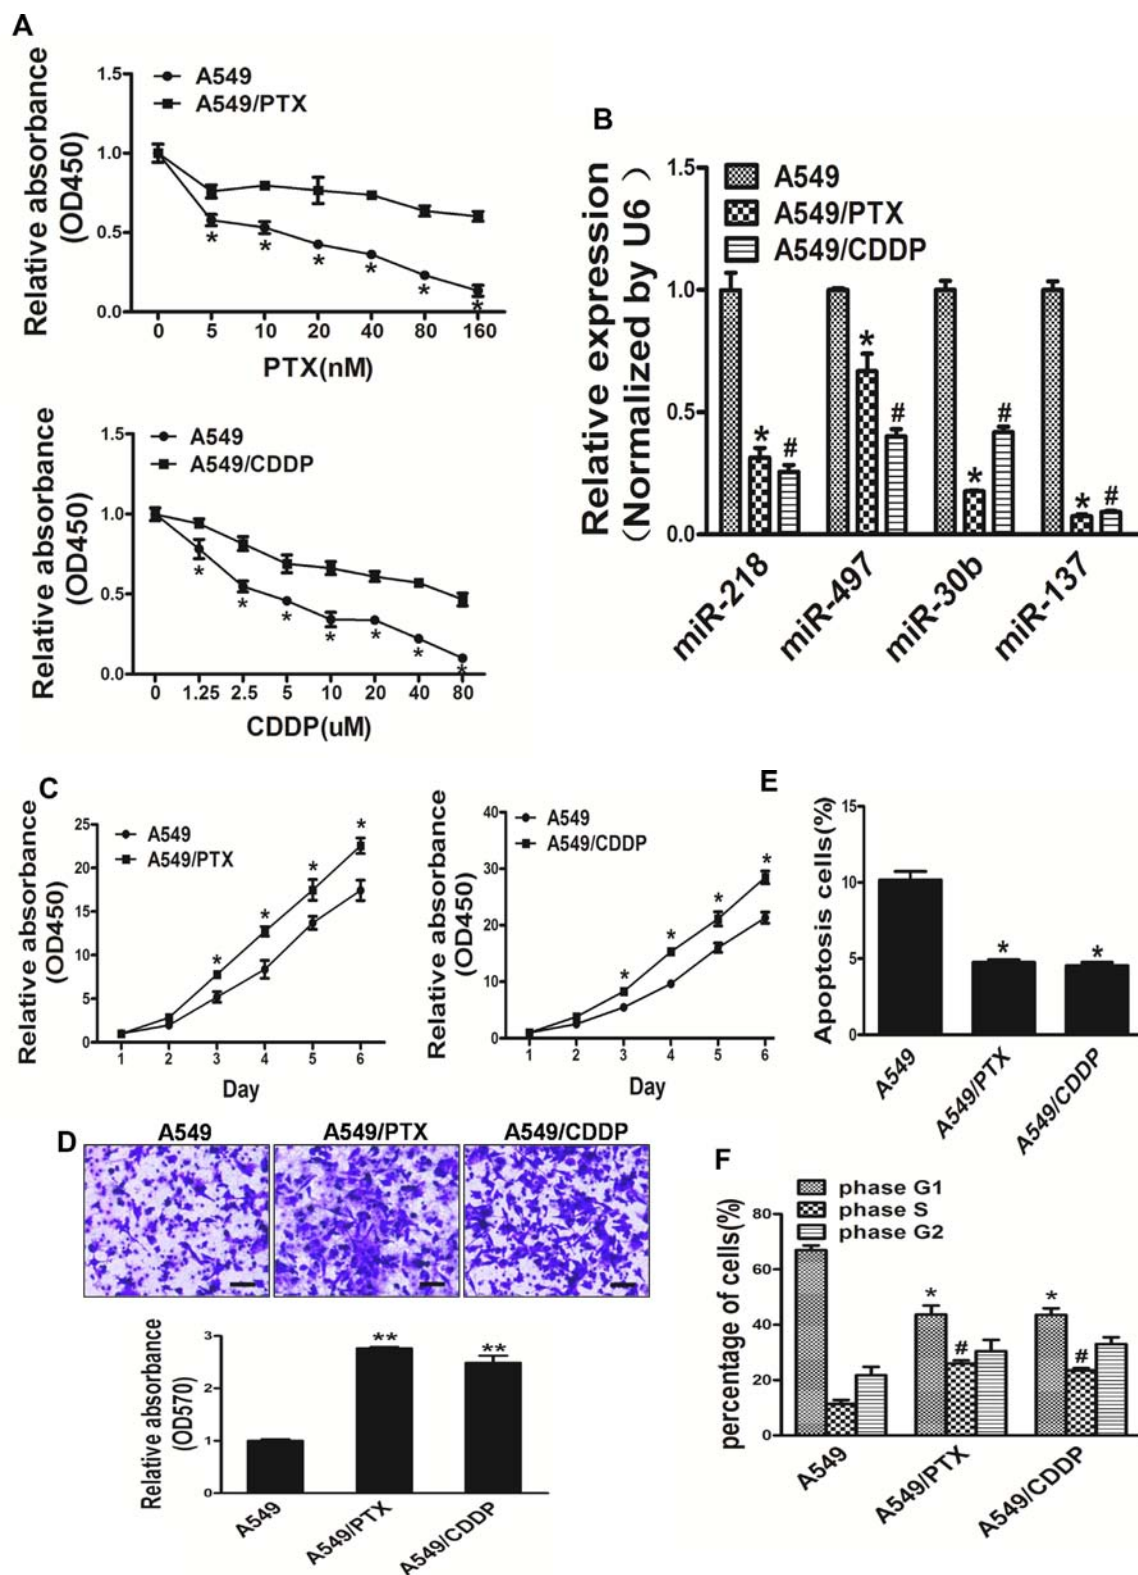 A
Relative absorbance
(OD450)
1.5
1.0
0.5
0.0
A549
A549/PTX
* * * * * *
0 5 10 20 40 80 160
PTX(nM)
Relative absorbance
(OD450)
1.5
1.0
0.5
0.0
A549
A549/CDDP
* * * * * * *
0 1.25 2.5 5 10 20 40 80
CDDP(uM)
B
Relative expression
(Normalized by U6 )
1.5
1.0
0.5
0.0
A549
A549/PTX
A549/CDDP
* # * # * # * #
miR-218 miR-497 miR-30b miR-137
C
Relative absorbance
(OD450)
25
20
15
10
5
0
A549
A549/PTX
* * * *
1 2 3 4 5 6
Day
Relative absorbance
(OD450)
40
30
20
10
0
A549
A549/CDDP
* * * *
1 2 3 4 5 6
Day
E
Apoptosis cells(%)
15
10
5
0
* *
A549 A549/PTX A549/CDDP
D
A549 A549/PTX A549/CDDP
Relative absorbance
(OD570)
3
2
1
0
** **
A549 A549/PTX A549/CDDP
F
phase G1
phase S
phase G2
percentage of cells(%)
80
60
40
20
0
* # * #
A549 A549/PTX A549/CDDP